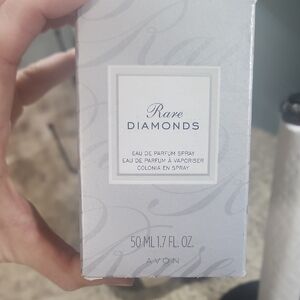 Rare
DIAMONDS
EAU DE PARFUM SPRAY
EAU DE PARFUM À VAPORISER
COLONIA EN SPRAY
50 ML 1.7 FL. OZ.
AVON
Rare